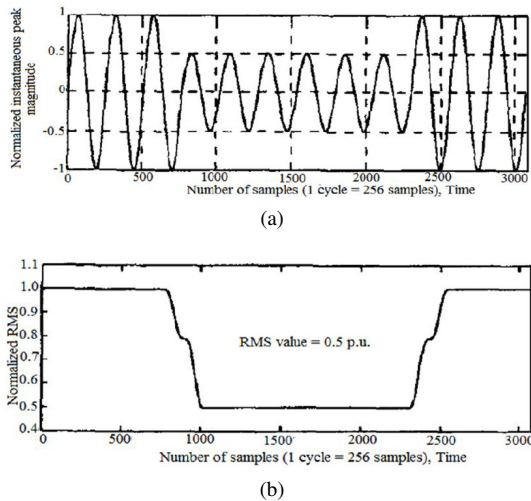 Normalized instantaneous peak
magnitude
1
0.5
0
-0.5
-1
0 500 1000 1500 2000 2500 3000
Number of samples (1 cycle = 256 samples), Time
(a)
Normalized RMS
1.1
1.0
0.9
0.8
0.7
0.6
0.5
0.4
RMS value = 0.5 p.u.
0 500 1000 1500 2000 2500 3000
Number of samples (1 cycle = 256 samples), Time
(b)